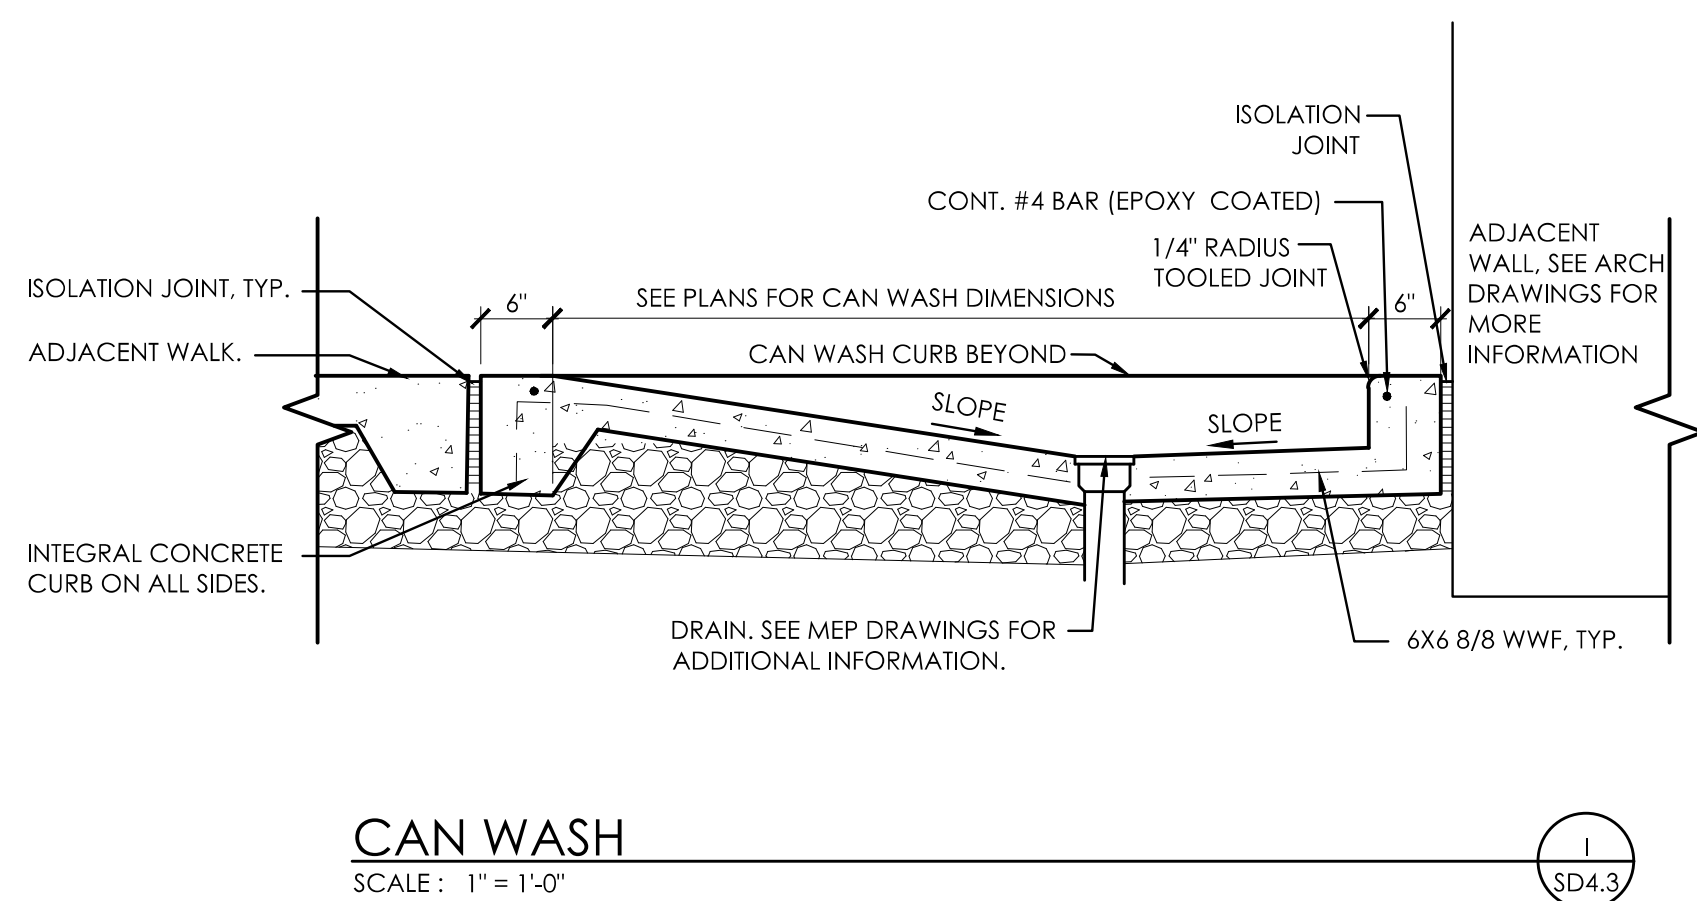 ISOLATION
JOINT
CONT. #4 BAR (EPOXY COATED)
1/4" RADIUS
TOOLED JOINT
ADJACENT
WALL, SEE ARCH
DRAWINGS FOR
MORE
INFORMATION
ISOLATION JOINT, TYP.
6"
SEE PLANS FOR CAN WASH DIMENSIONS
6"
ADJACENT WALK.
CAN WASH CURB BEYOND
SLOPE
SLOPE
INTEGRAL CONCRETE
CURB ON ALL SIDES.
DRAIN. SEE MEP DRAWINGS FOR
ADDITIONAL INFORMATION.
6X6 8/8 WWF, TYP.
CAN WASH
SCALE : 1" = 1'-0"
I
SD4.3